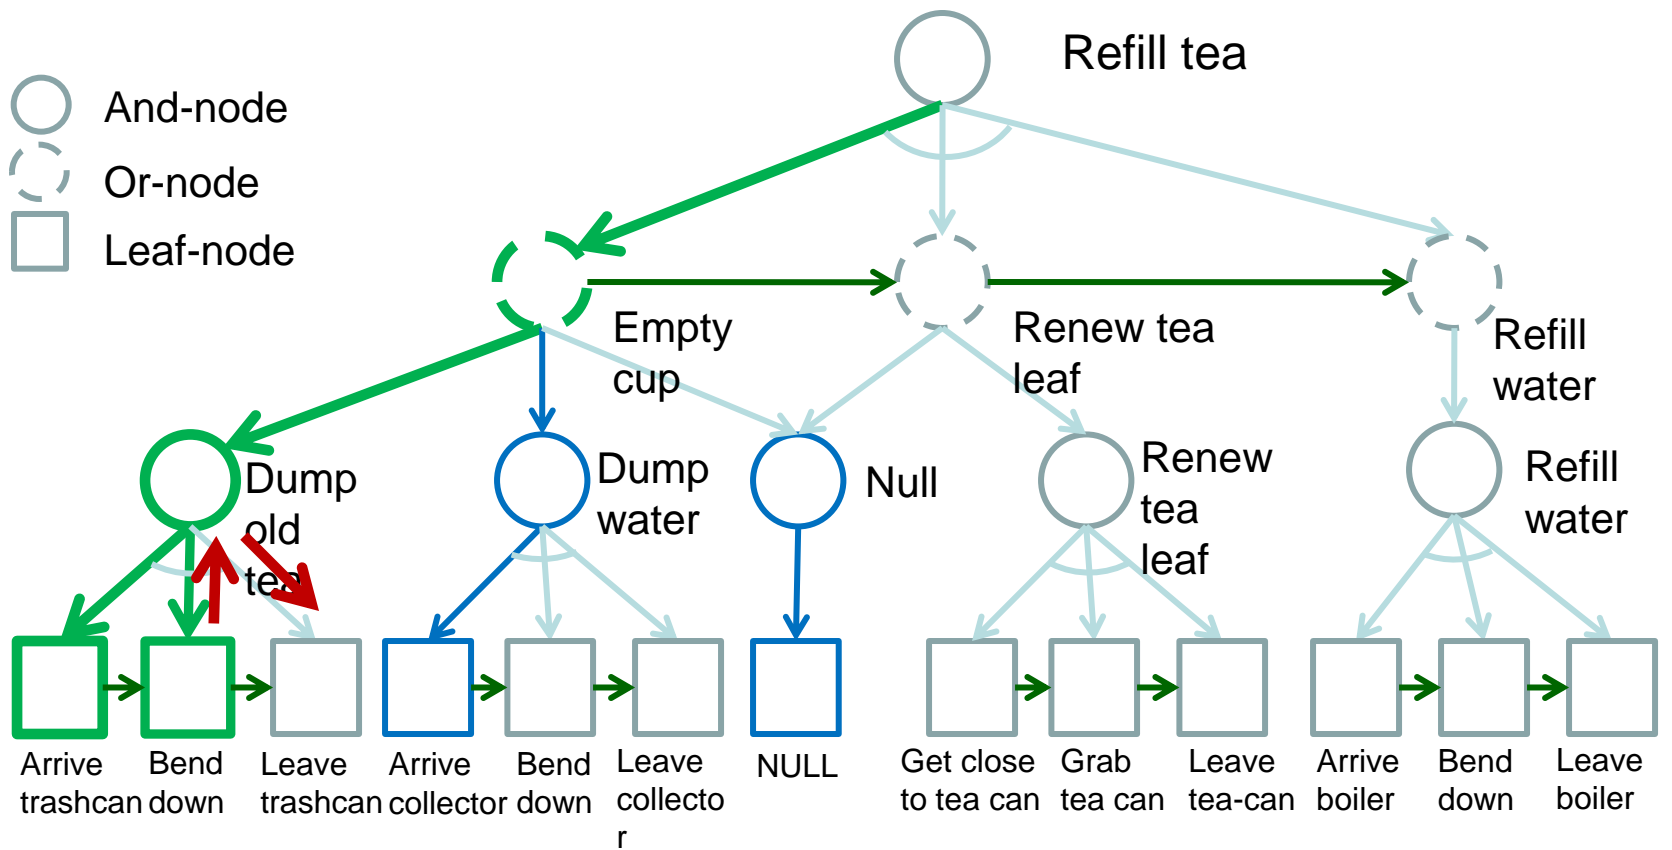 Refill tea
And-node
Or-node
Leaf-node
Empty
cup
Renew tea
leaf
Refill
water
Dump
old
tea
Dump
water
Null
Renew
tea
leaf
Refill
water
Arrive
trashcan
Bend
down
Leave
trashcan
Arrive
collector
Bend
down
Leave
collecto
r
NULL
Get close
to tea can
Grab
tea can
Leave
tea-can
Arrive
boiler
Bend
down
Leave
boiler